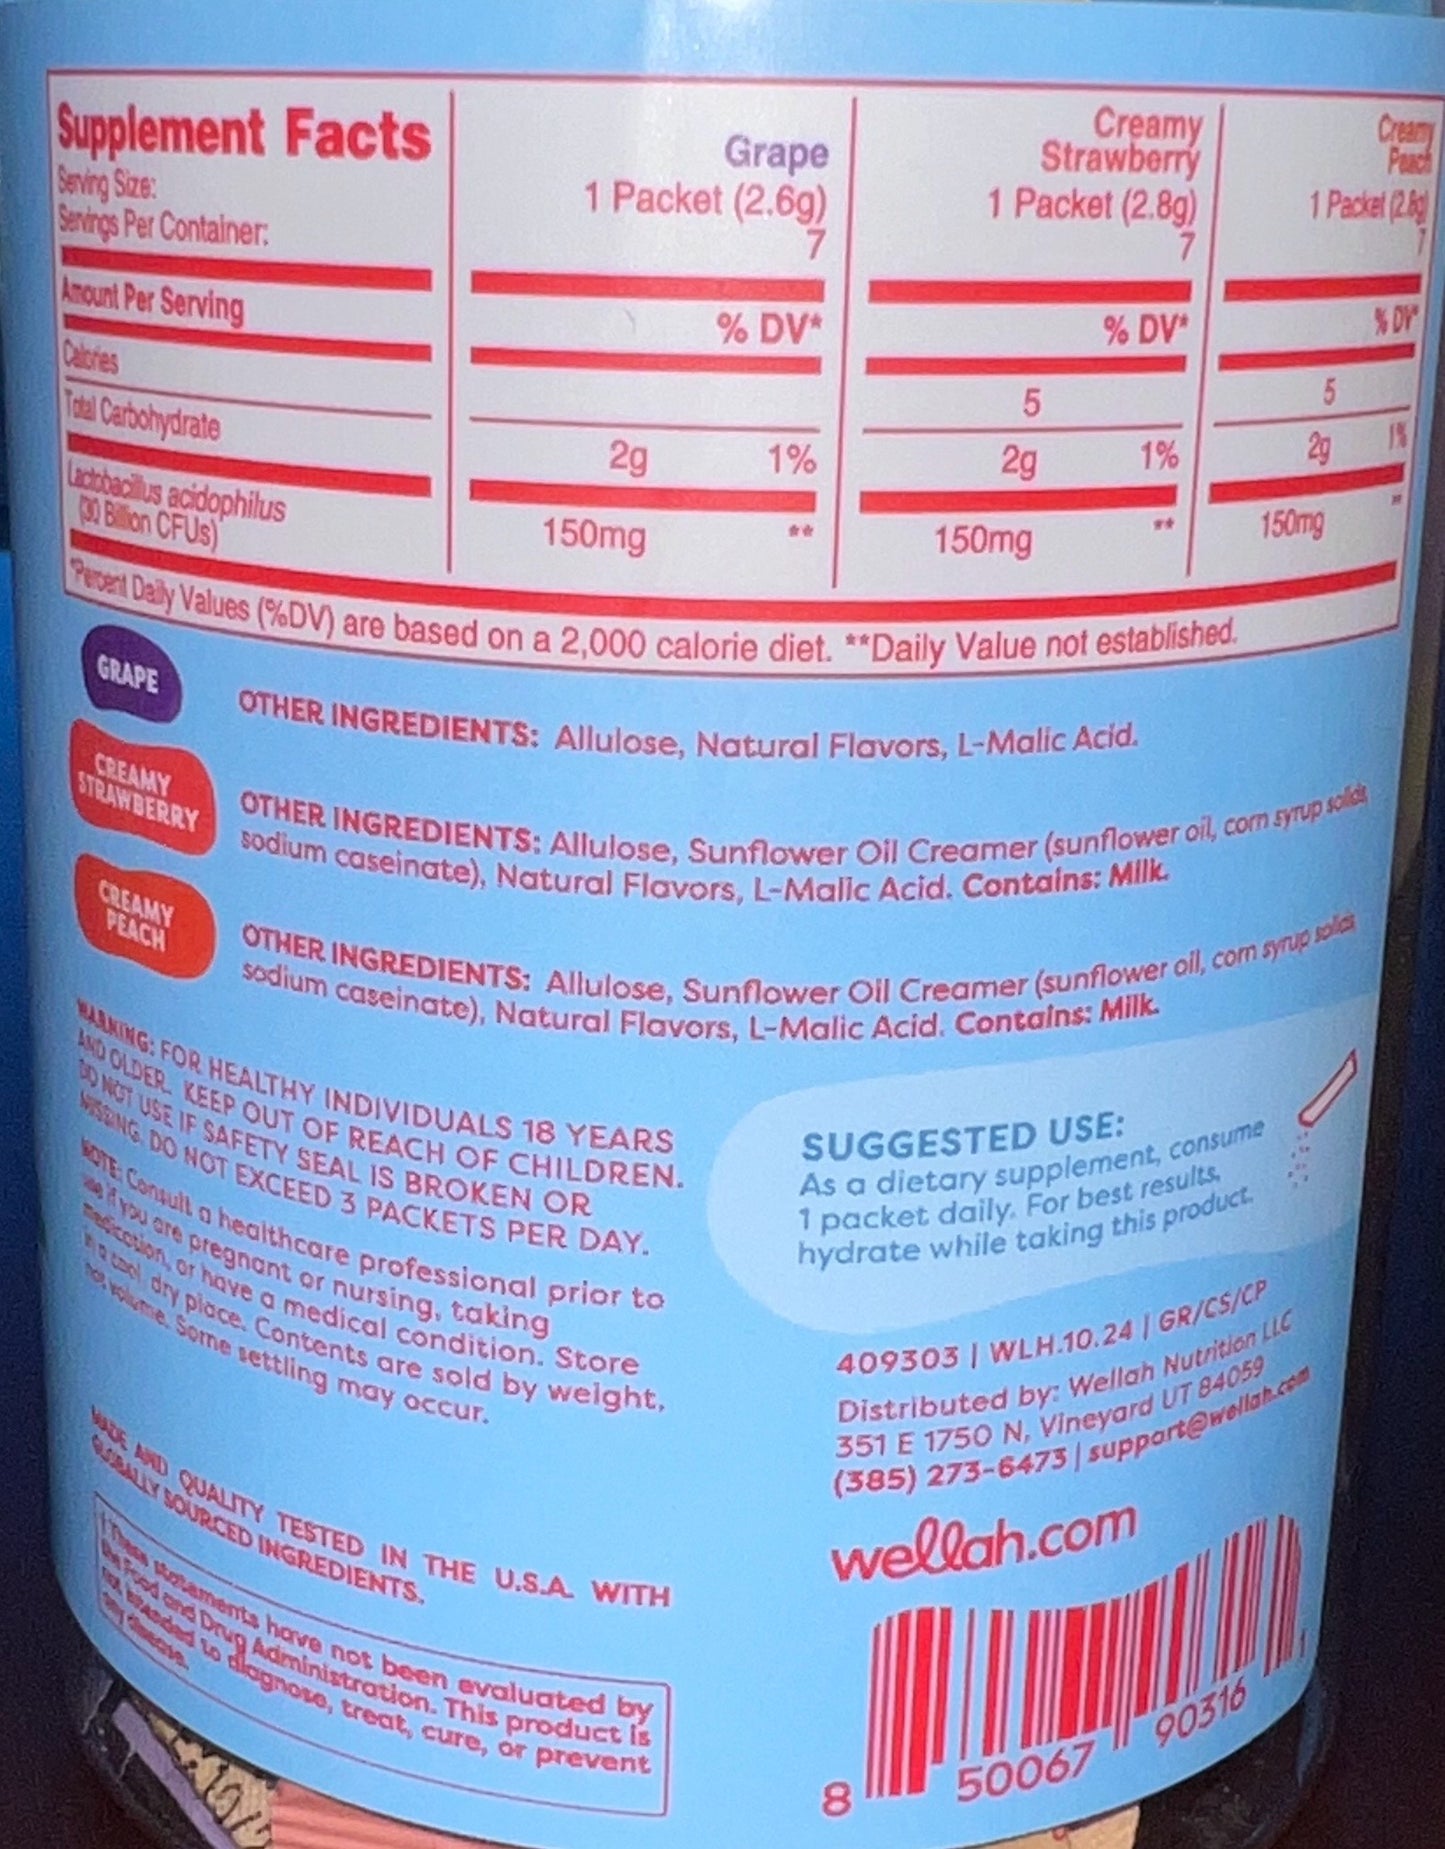 Supplement Facts
Serving Size:
Servings Per Container:
Grape
1 Packet (2.6g)
7
Creamy
Strawberry
1 Packet (2.8g)
7
Creamy
Peach
1 Packet (2.8g)
7
Amount Per Serving
% DV*
% DV*
% DV*
Calories
5
5
Total Carbohydrate
2g 1%
2g 1%
2g 1%
Lactobacillus acidophilus
(30 Billion CFUs)
150mg **
150mg **
150mg **
*Percent Daily Values (%DV) are based on a 2,000 calorie diet. **Daily Value not established.
GRAPE
OTHER INGREDIENTS: Allulose, Natural Flavors, L-Malic Acid.
CREAMY
STRAWBERRY
OTHER INGREDIENTS: Allulose, Sunflower Oil Creamer (sunflower oil, corn syrup solids,
sodium caseinate), Natural Flavors, L-Malic Acid. Contains: Milk.
CREAMY
PEACH
OTHER INGREDIENTS: Allulose, Sunflower Oil Creamer (sunflower oil, corn syrup solids,
sodium caseinate), Natural Flavors, L-Malic Acid. Contains: Milk.
WARNING: FOR HEALTHY INDIVIDUALS 18 YEARS
AND OLDER. KEEP OUT OF REACH OF CHILDREN.
DO NOT USE IF SAFETY SEAL IS BROKEN OR
MISSING. DO NOT EXCEED 3 PACKETS PER DAY.
NOTE: Consult a healthcare professional prior to
use if you are pregnant or nursing, taking
medication, or have a medical condition. Store
in a cool, dry place. Contents are sold by weight,
not volume. Some settling may occur.
MADE AND QUALITY TESTED IN THE U.S.A. WITH
GLOBALLY SOURCED INGREDIENTS.
† These statements have not been evaluated by
the Food and Drug Administration. This product is
not intended to diagnose, treat, cure, or prevent
any disease.
SUGGESTED USE:
As a dietary supplement, consume
1 packet daily. For best results,
hydrate while taking this product.
409303 | WLH.10.24 | GR/CS/CP
Distributed by: Wellah Nutrition LLC
351 E 1750 N, Vineyard UT 84059
(385) 273-6473 | support@wellah.com
wellah.com
8 50067 90316 1